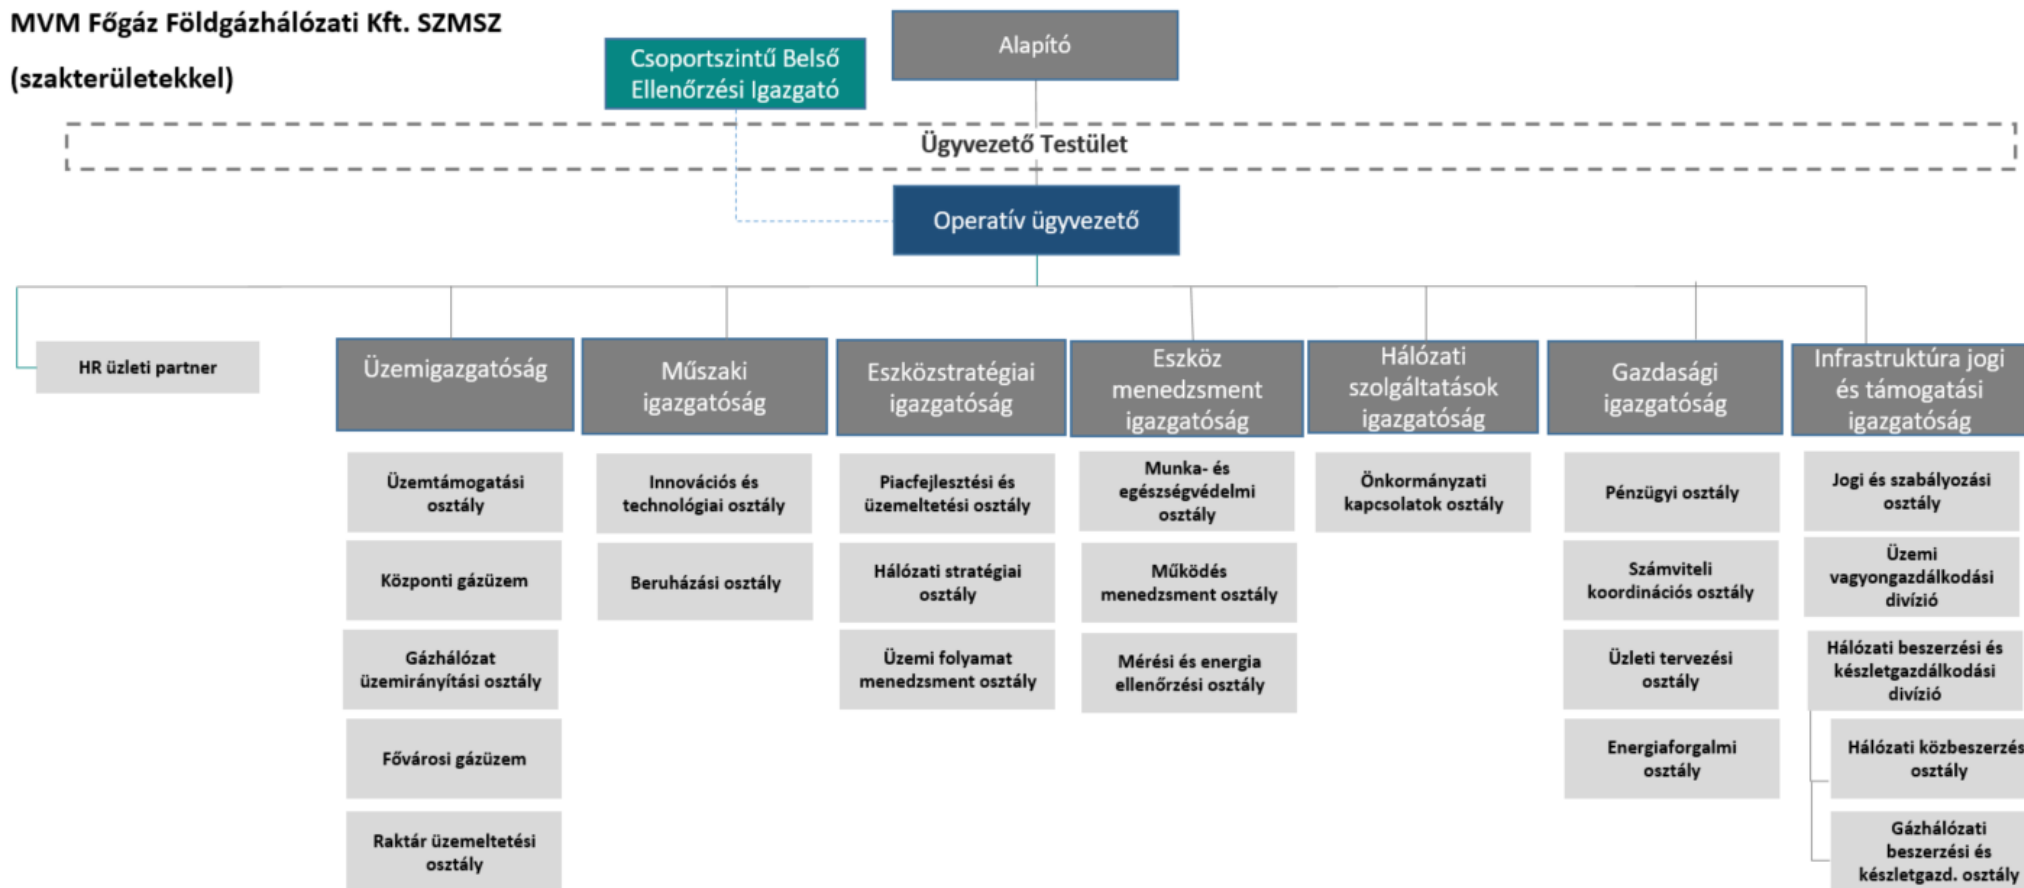 MVM Főgáz Földgázhálózati Kft. SZMSZ
(szakterületekkel)
Csoportszintű Belső
Ellenőrzési Igazgató
Alapító
Ügyvezető Testület
Operatív ügyvezető
HR üzleti partner
Üzemigazgatóság
Üzemtámogatási
osztály
Központi gázüzem
Gázhálózat
üzemirányítási osztály
Fővárosi gázüzem
Raktár üzemeltetési
osztály
Műszaki
igazgatóság
Innovációs és
technológiai osztály
Beruházási osztály
Eszközstratégiai
igazgatóság
Piacfejlesztési és
üzemeltetési osztály
Hálózati stratégiai
osztály
Üzemi folyamat
menedzsment osztály
Eszköz
menedzsment
igazgatóság
Munka- és
egészségvédelmi
osztály
Működés
menedzsment osztály
Mérési és energia
ellenőrzési osztály
Hálózati
szolgáltatások
igazgatóság
Önkormányzati
kapcsolatok osztály
Gazdasági
igazgatóság
Pénzügyi osztály
Számviteli
koordinációs osztály
Üzleti tervezési
osztály
Energiaforgalmi
osztály
Infrastruktúra jogi
és támogatási
igazgatóság
Jogi és szabályozási
osztály
Üzemi
vagyongazdálkodási
divízió
Hálózati beszerzési és
készletgazdálkodási
divízió
Hálózati közbeszerzés
osztály
Gázhálózati
beszerzési és
készletgazd. osztály